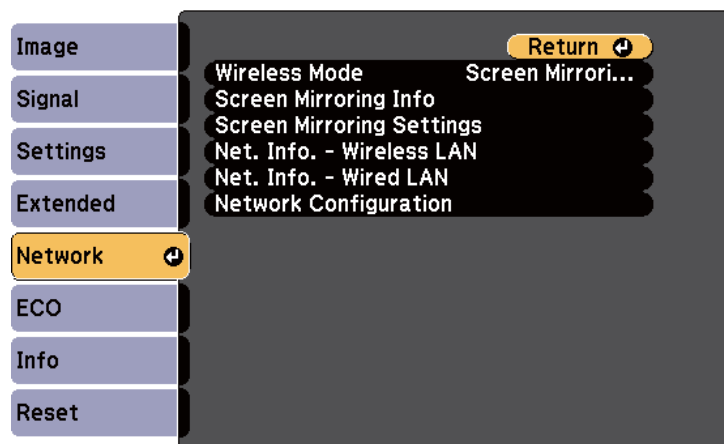 Image
Signal
Settings
Extended
Network
ECO
Info
Reset
Return
Wireless Mode Screen Mirrori...
Screen Mirroring Info
Screen Mirroring Settings
Net. Info. - Wireless LAN
Net. Info. - Wired LAN
Network Configuration